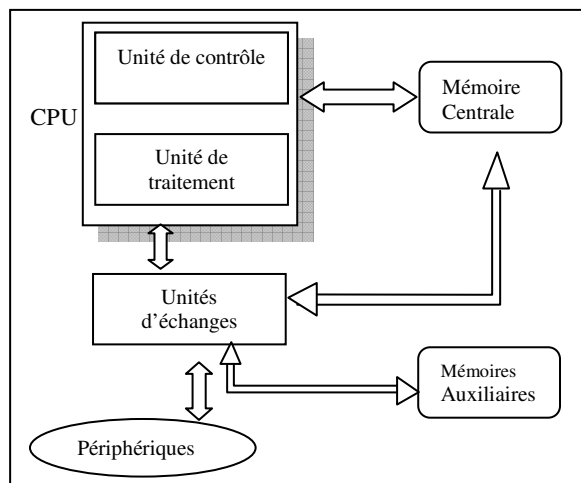 Unité de contrôle
CPU
Unité de
traitement
Mémoire
Centrale
Unités
d'échanges
Mémoires
Auxiliaires
Périphériques